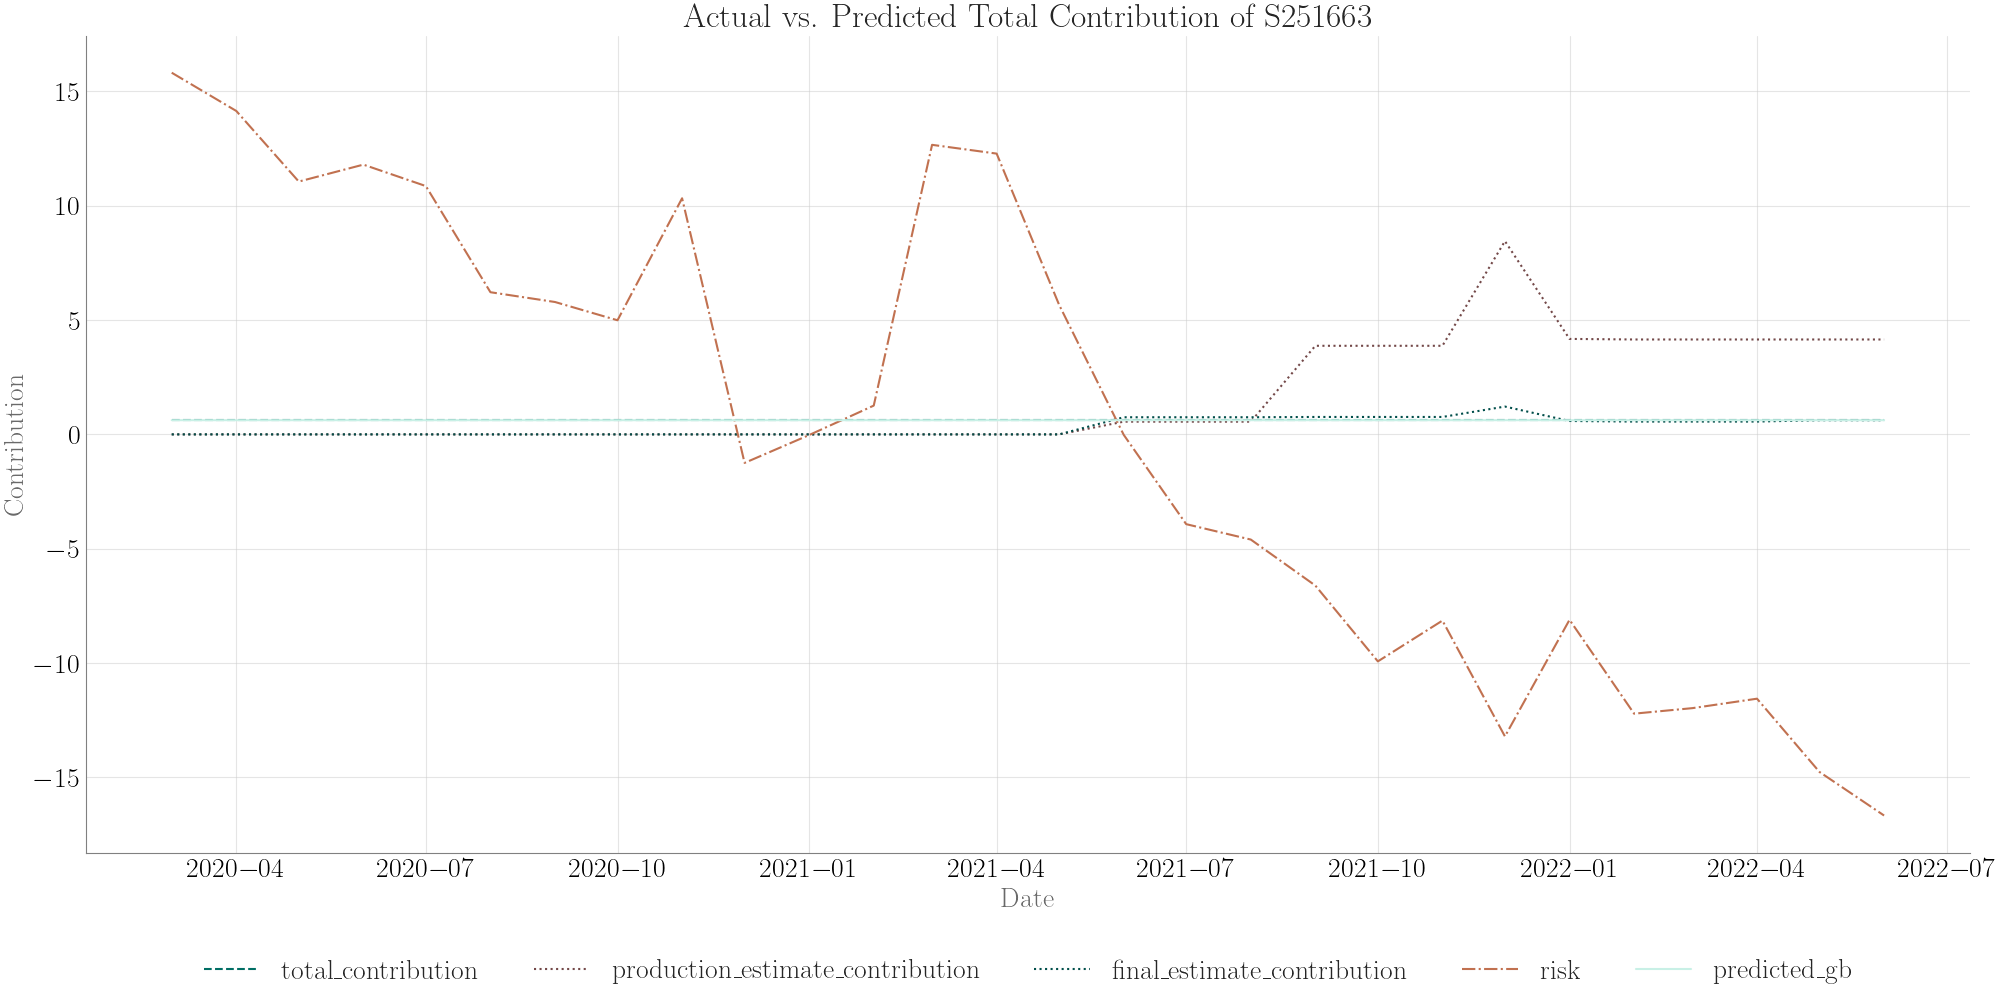 Actual vs. Predicted Total Contribution of S251663
15
10
5
0
−5
−10
−15
Contribution
2020−04 2020−07 2020−10 2021−01 2021−04 2021−07 2021−10 2022−01 2022−04 2022−07
Date
total_contribution production_estimate_contribution final_estimate_contribution risk predicted_gb